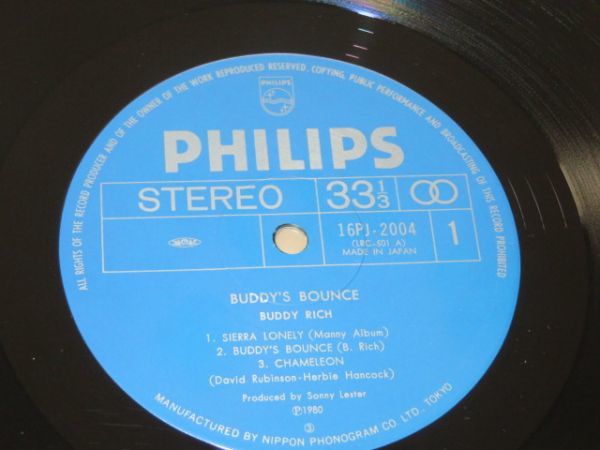 ALL RIGHTS OF THE RECORD PRODUCER AND OF THE OWNER OF THE WORK REPRODUCED RESERVED, COPYING, PUBLIC PERFORMANCE AND BROADCASTING OF THIS RECORD PROHIBITED
PHILIPS
PHILIPS
STEREO 33⅓
16PJ-2004
(LRC-501 A)
MADE IN JAPAN
1
BUDDY'S BOUNCE
BUDDY RICH
1. SIERRA LONELY (Manny Album)
2. BUDDY'S BOUNCE (B. Rich)
3. CHAMELEON
(David Rubinson-Herbie Hancock)
Produced by Sonny Lester
Ⓟ1980
MANUFACTURED BY NIPPON PHONOGRAM CO. LTD., TOKYO